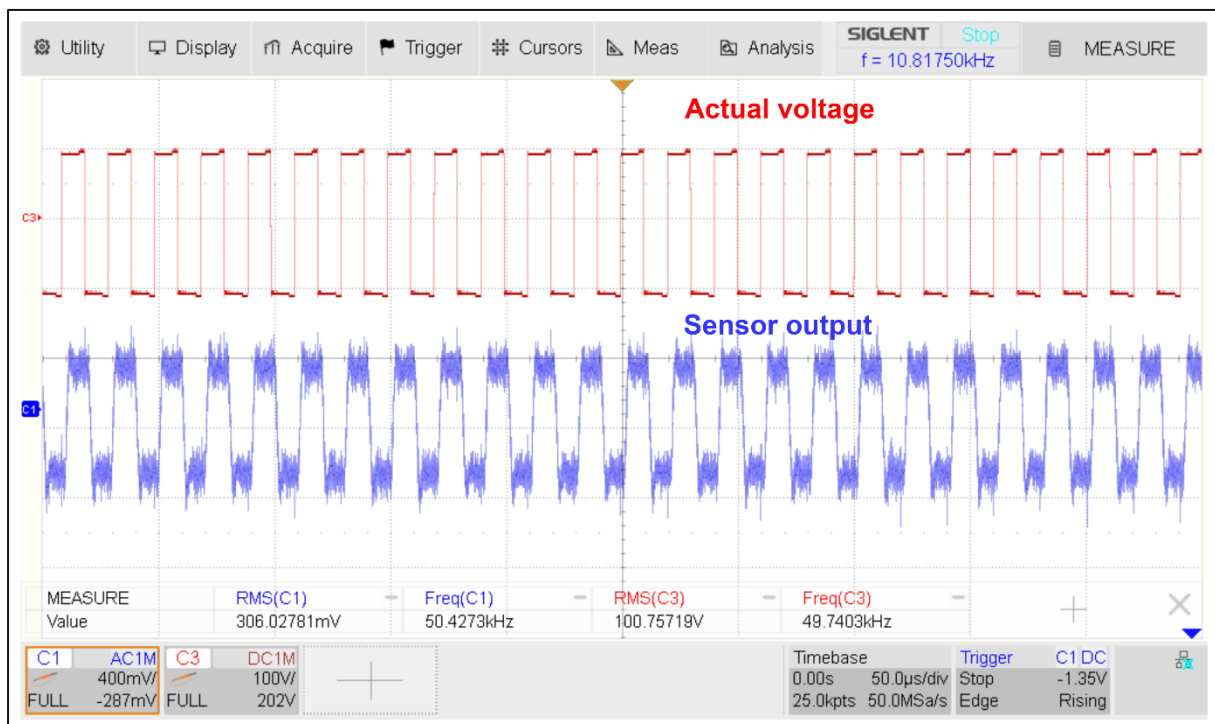 Utility Display Acquire Trigger Cursors Meas Analysis SIGLENT Stop MEASURE
f = 10.81750kHz
Actual voltage
C3
Sensor output
C1
MEASURE RMS(C1) Freq(C1) RMS(C3) Freq(C3)
Value 306.02781mV 50.4273kHz 100.75719V 49.7403kHz
C1 AC1M C3 DC1M Timebase Trigger C1 DC
400mV/ 100V/ 0.00s 50.0µs/div Stop -1.35V
FULL -287mV FULL 202V 25.0kpts 50.0MSa/s Edge Rising